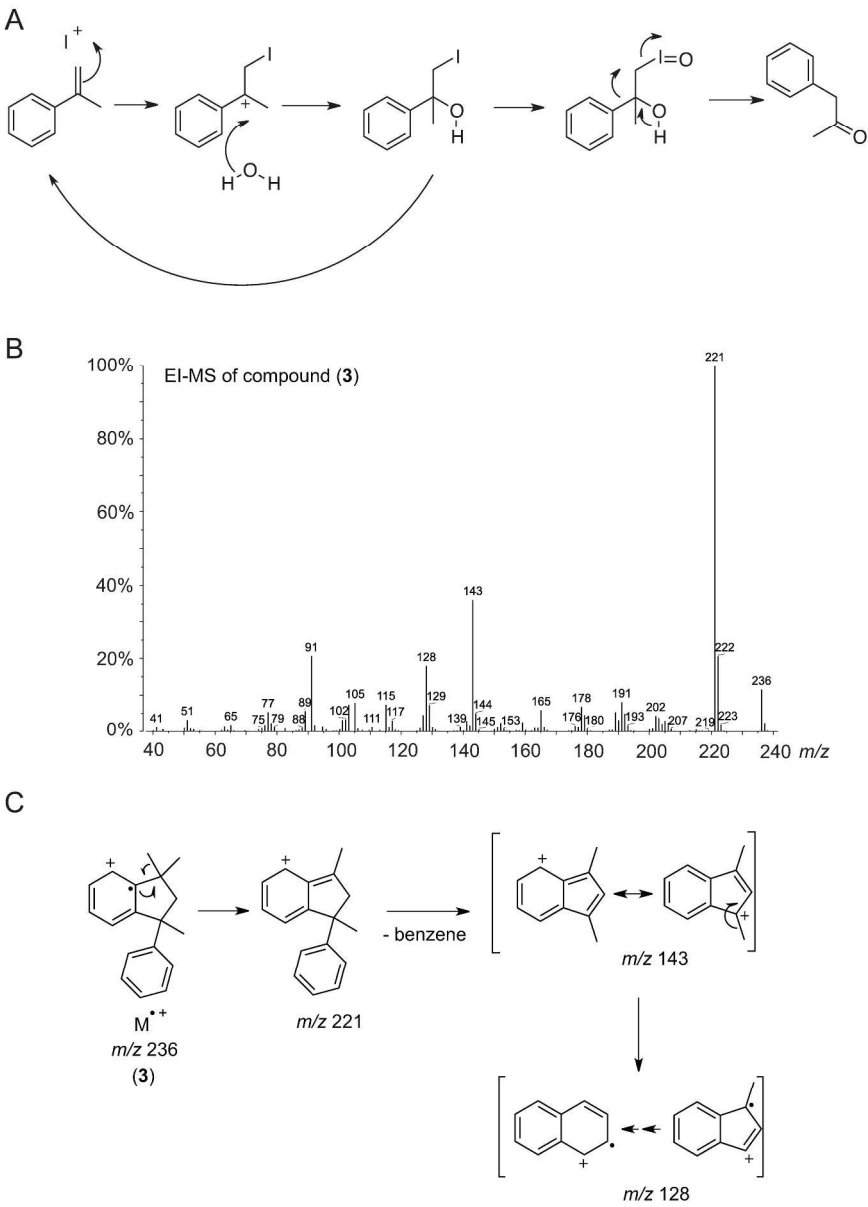 A
I+
I
+
H O H
I
O
H
I=O
O
H
O
B
EI-MS of compound (3)
100%
80%
60%
40%
20%
0%
221
143
91
128
222
236
51
77
89
105
115
129
144
165
178
191
202
41
65
75
79
88
102
111
117
139
145
153
176
180
193
207
219
223
40 60 80 100 120 140 160 180 200 220 240 m/z
C
+ + + +
- benzene
M•+
m/z 236
(3)
m/z 221
m/z 143
+ +
m/z 128